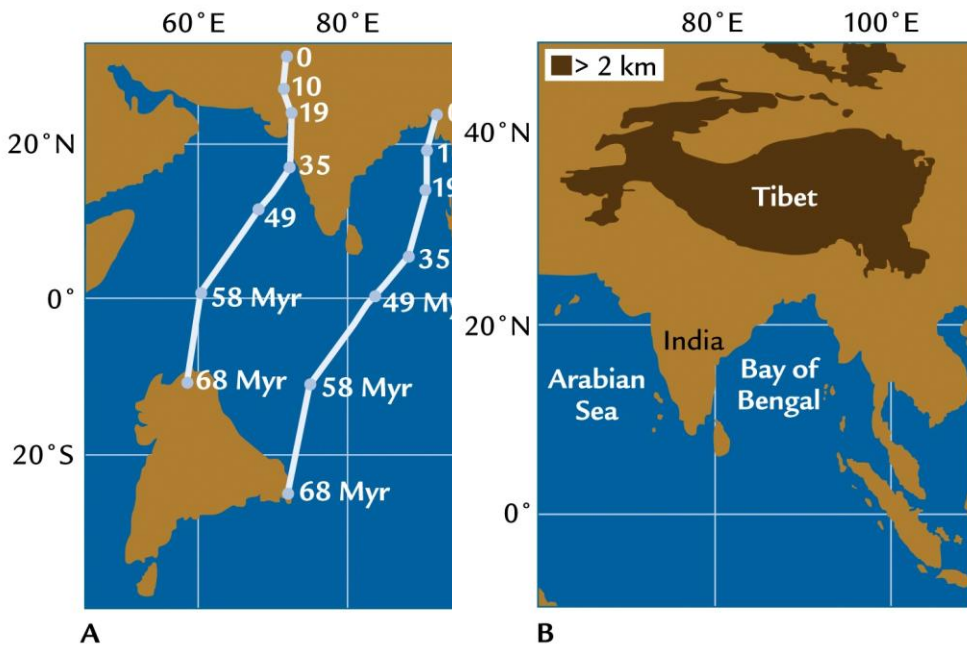 60°E 80°E
20°N
0°
20°S
0
10
19
35
49
58 Myr
68 Myr
19
35
49 My
58 Myr
68 Myr
A
80°E 100°E
> 2 km
40°N
Tibet
20°N
India
Arabian
Sea
Bay of
Bengal
0°
B